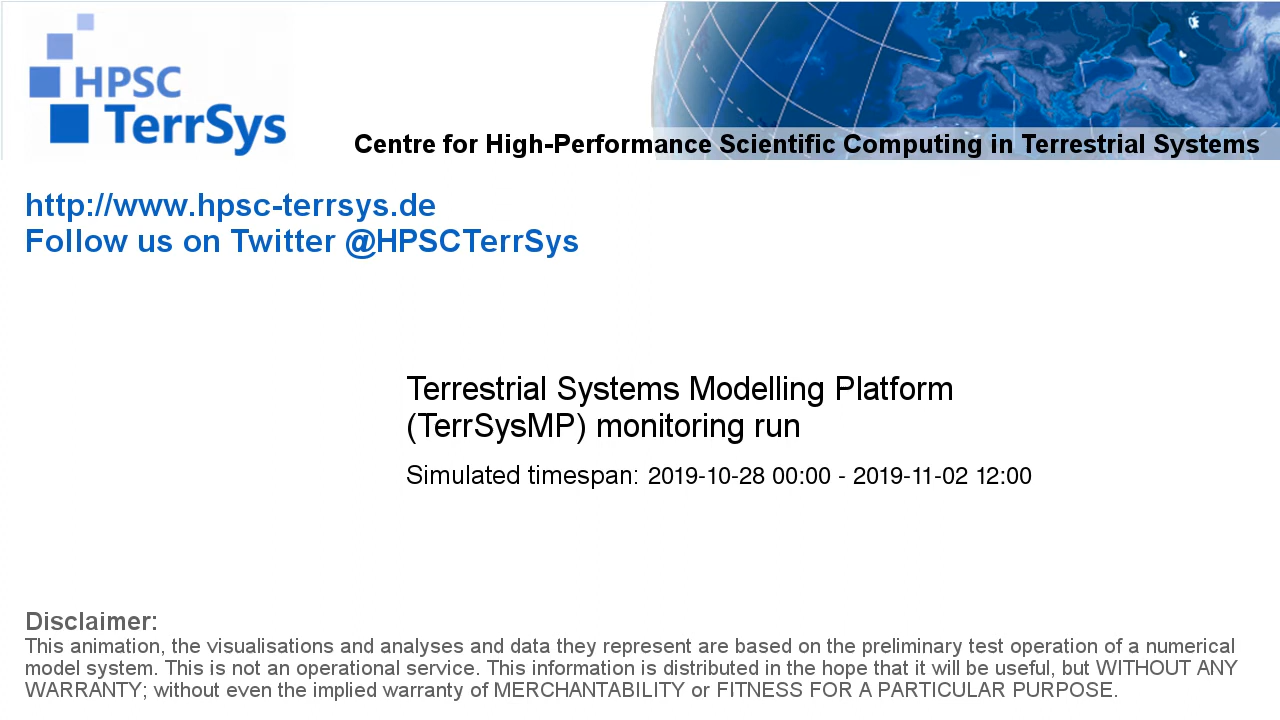 HPSC
TerrSys
Centre for High-Performance Scientific Computing in Terrestrial Systems
http://www.hpsc-terrsys.de
Follow us on Twitter @HPSCTerrSys
Terrestrial Systems Modelling Platform
(TerrSysMP) monitoring run
Simulated timespan: 2019-10-28 00:00 - 2019-11-02 12:00
Disclaimer:
This animation, the visualisations and analyses and data they represent are based on the preliminary test operation of a numerical
model system. This is not an operational service. This information is distributed in the hope that it will be useful, but WITHOUT ANY
WARRANTY; without even the implied warranty of MERCHANTABILITY or FITNESS FOR A PARTICULAR PURPOSE.